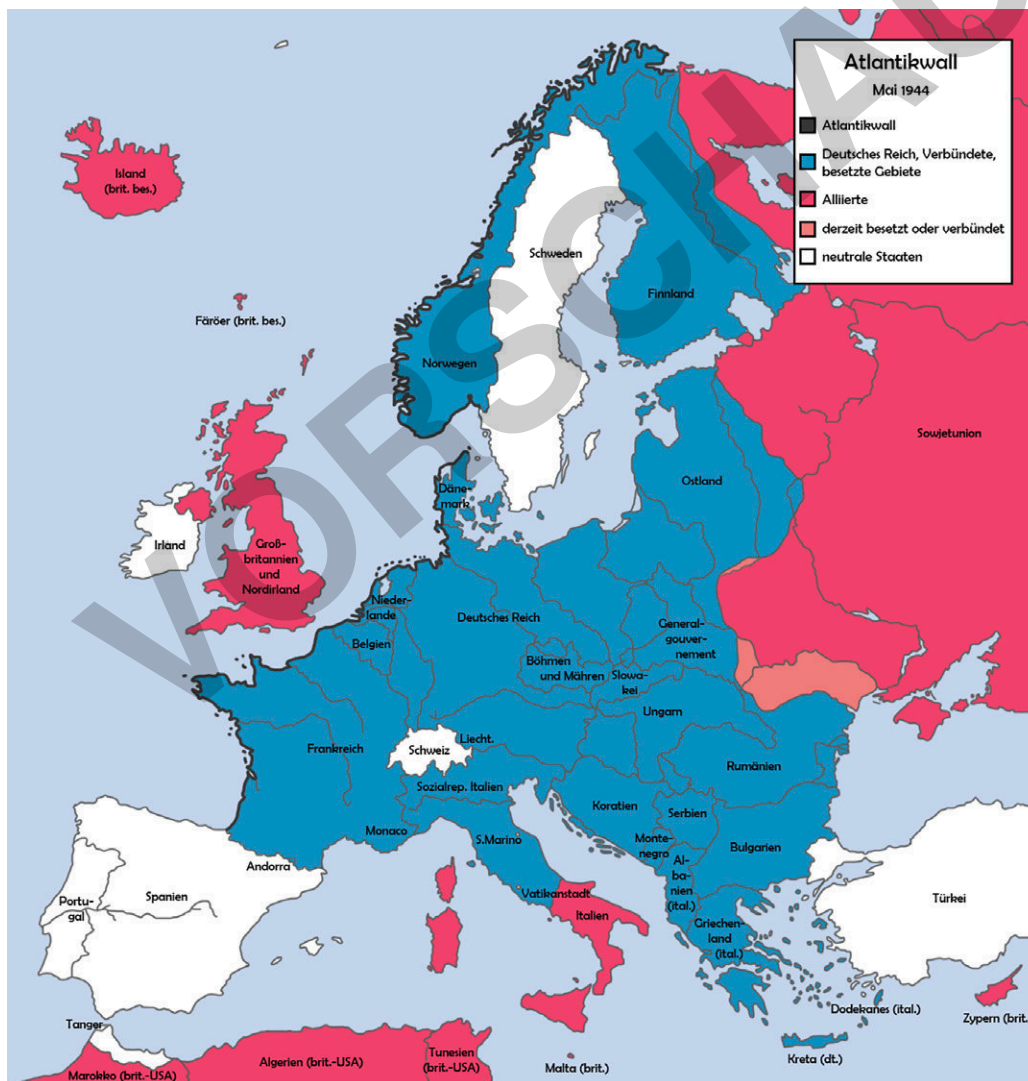 VORSCHAU
Atlantikwall
Mai 1944
Atlantikwall
Deutsches Reich, Verbündete,
besetzte Gebiete
Alliierte
derzeit besetzt oder verbündet
neutrale Staaten
Island
(brit. bes.)
Färöer (brit. bes.)
Schweden
Finnland
Norwegen
Sowjetunion
Ostland
Däne-
mark
Irland
Groß-
britannien
und
Nordirland
Nieder-
lande
Belgien
Deutsches Reich
General-
gouver-
nement
Böhmen
und Mähren
Slowa-
kei
Ungarn
Frankreich
Schweiz
Liecht.
Rumänien
Sozialrep. Italien
Koratien
Serbien
Monaco
S.Marino
Monte-
negro
Bulgarien
Andorra
Al-
ba-
nien
(ital.)
Vatikanstadt
Italien
Portu-
gal
Spanien
Türkei
Griechen-
land
(ital.)
Dodekanes (ital.)
Zypern (brit.)
Tanger
Marokko (brit.-USA)
Algerien (brit.-USA)
Tunesien
(brit.-USA)
Malta (brit.)
Kreta (dt.)